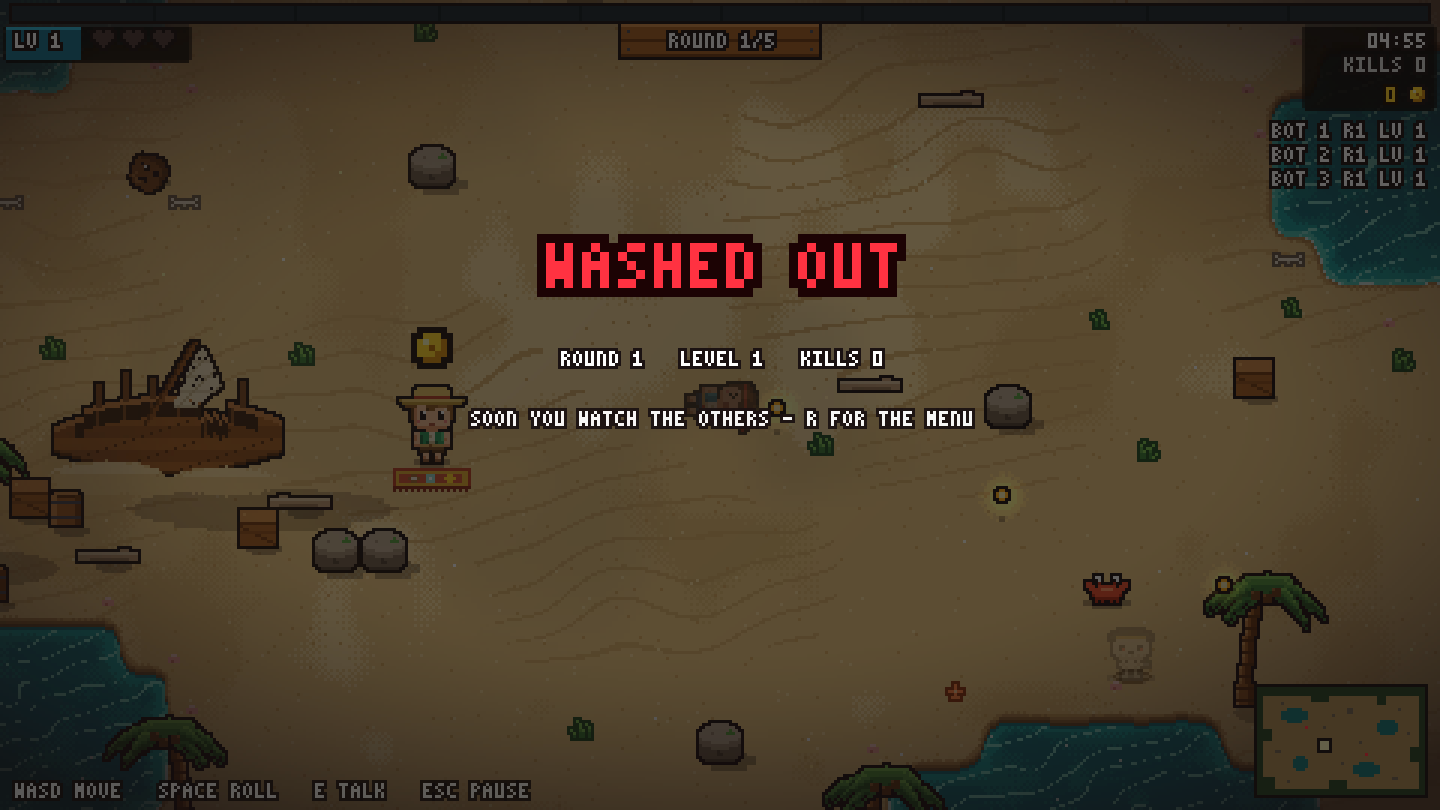 LV 1
ROUND 1/5
04:55
KILLS 0
0
BOT 1 R1 LV 1
BOT 2 R1 LV 1
BOT 3 R1 LV 1
WASHED OUT
ROUND 1 LEVEL 1 KILLS 0
SOON YOU WATCH THE OTHERS - R FOR THE MENU
WASD MOVE SPACE ROLL E TALK ESC PAUSE